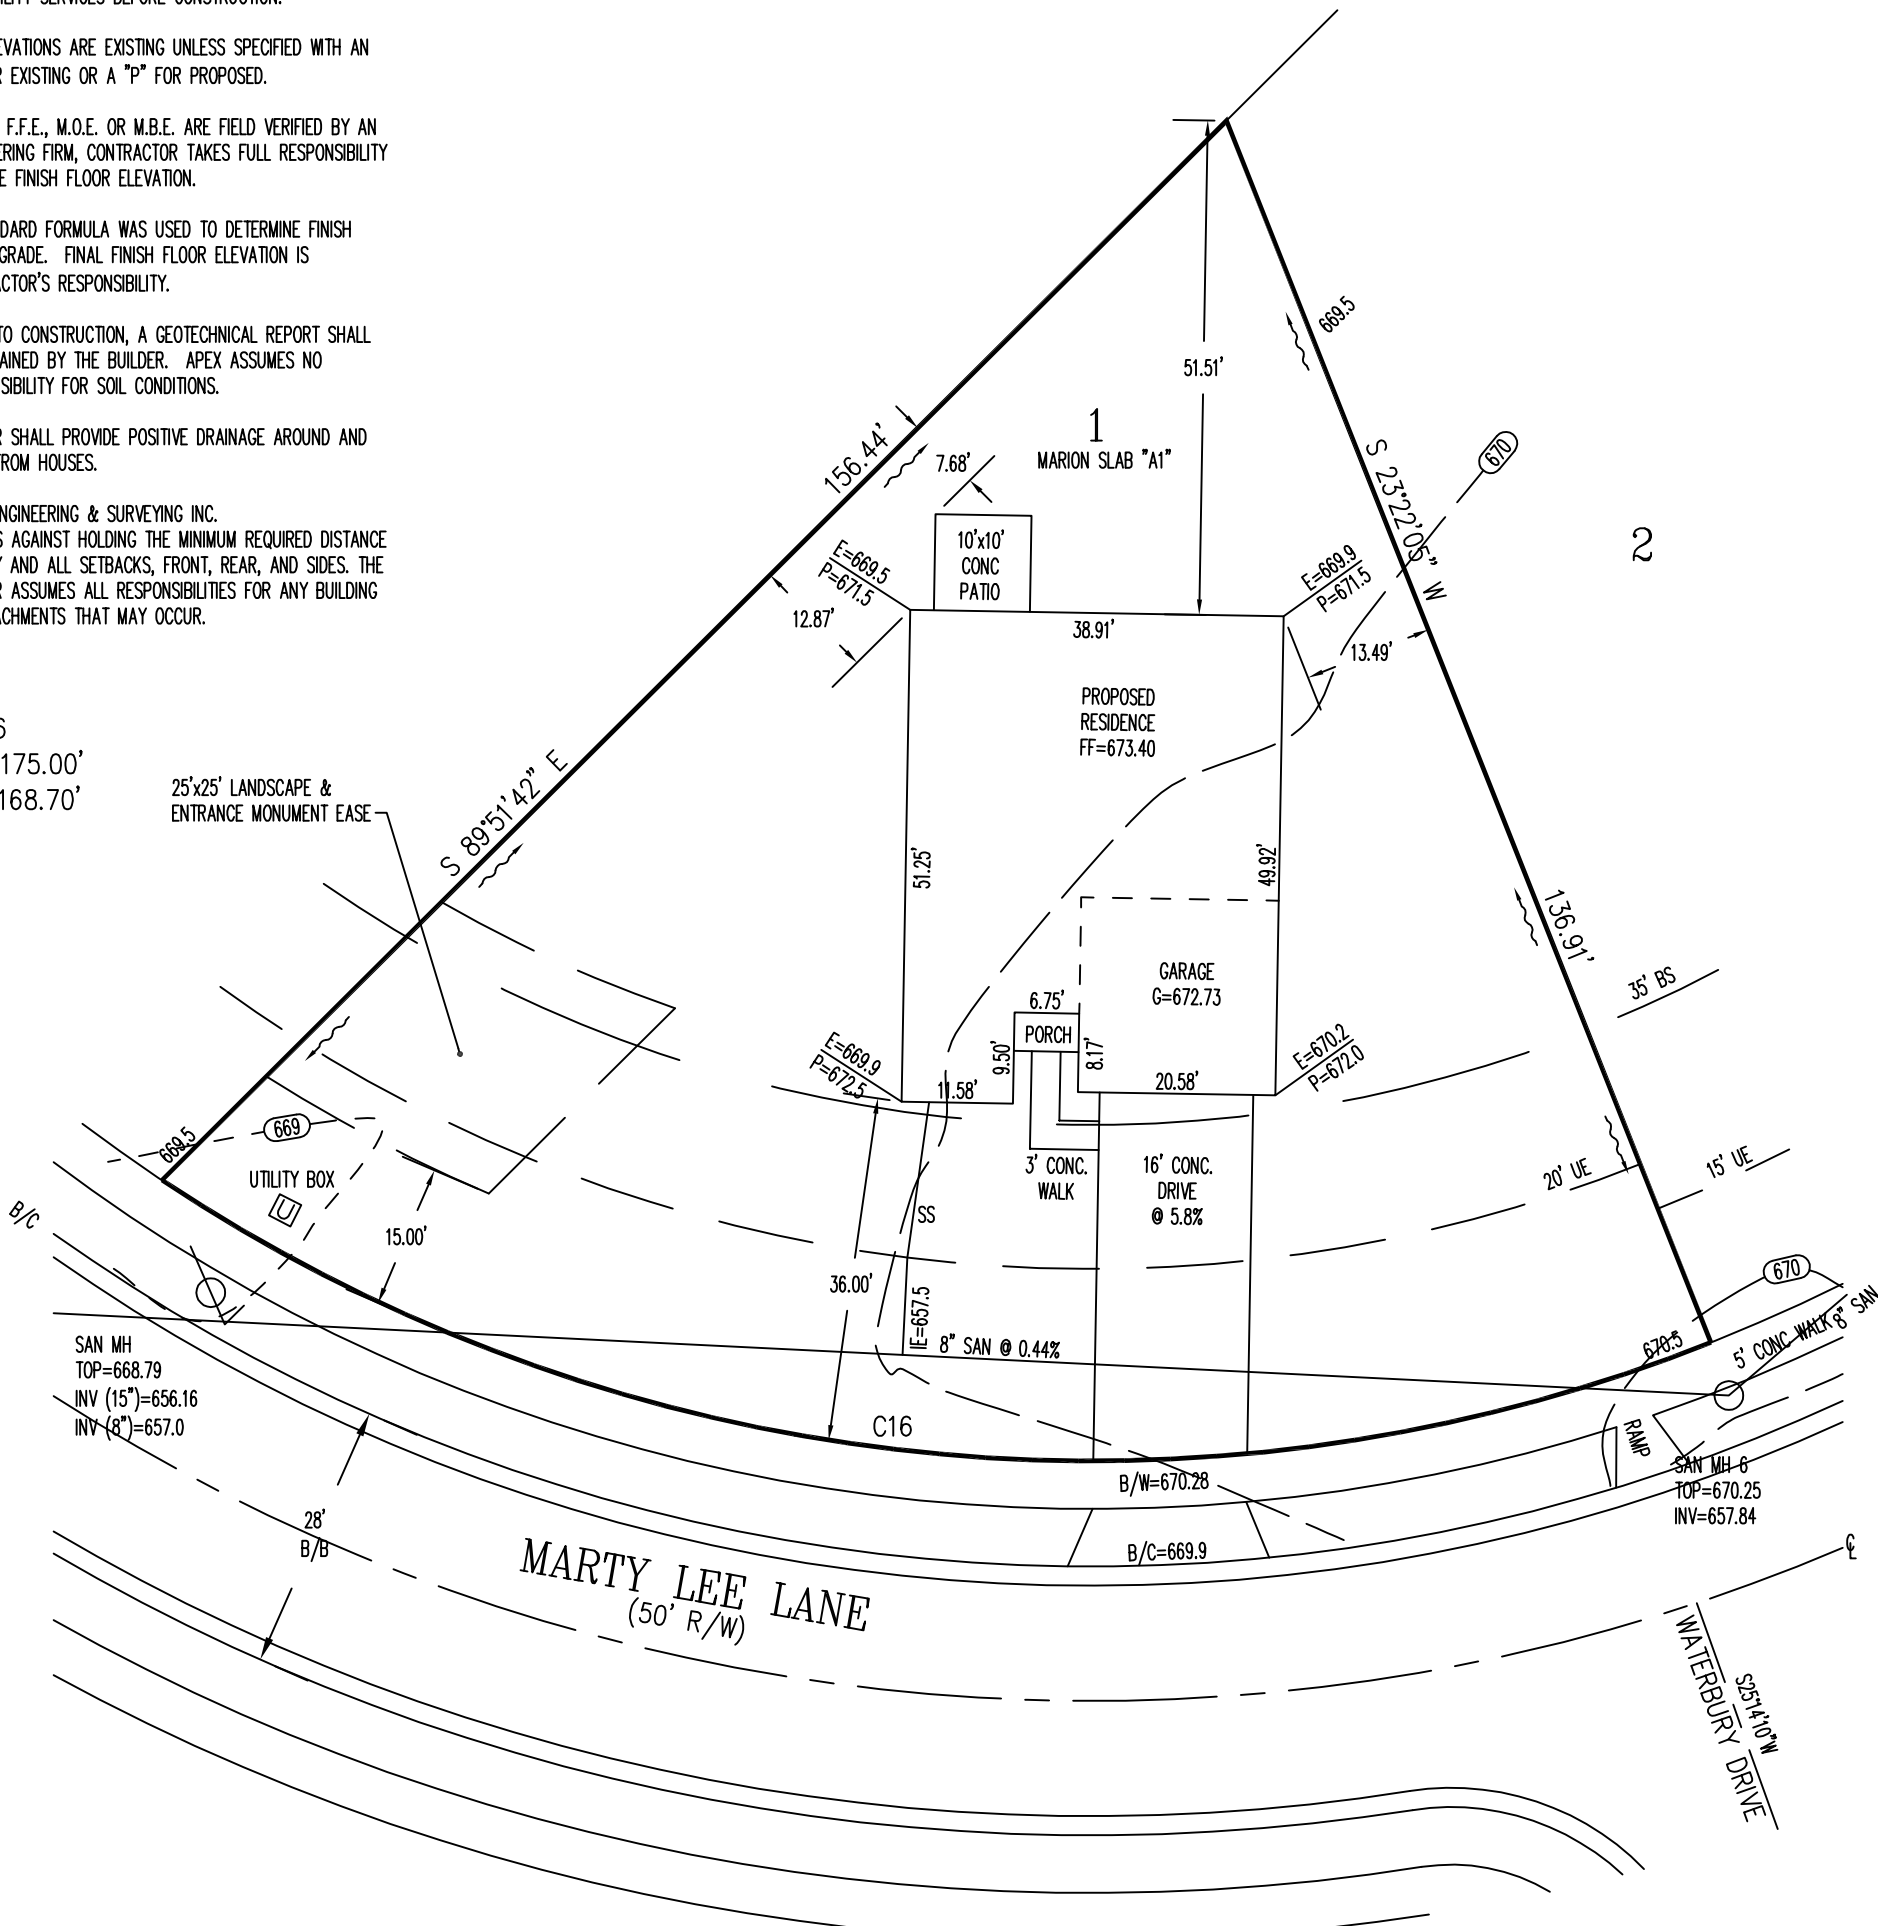 EVATIONS ARE EXISTING UNLESS SPECIFIED WITH AN
R EXISTING OR A "P" FOR PROPOSED.
F.F.E., M.O.E. OR M.B.E. ARE FIELD VERIFIED BY AN
ERING FIRM, CONTRACTOR TAKES FULL RESPONSIBILITY
E FINISH FLOOR ELEVATION.
DARD FORMULA WAS USED TO DETERMINE FINISH
GRADE. FINAL FINISH FLOOR ELEVATION IS
ACTOR'S RESPONSIBILITY.
TO CONSTRUCTION, A GEOTECHNICAL REPORT SHALL
AINED BY THE BUILDER. APEX ASSUMES NO
SIBILITY FOR SOIL CONDITIONS.
R SHALL PROVIDE POSITIVE DRAINAGE AROUND AND
FROM HOUSES.
NGINEERING & SURVEYING INC.
S AGAINST HOLDING THE MINIMUM REQUIRED DISTANCE
Y AND ALL SETBACKS, FRONT, REAR, AND SIDES. THE
R ASSUMES ALL RESPONSIBILITIES FOR ANY BUILDING
ACHMENTS THAT MAY OCCUR.
6
175.00'
168.70'
25'x25' LANDSCAPE &
ENTRANCE MONUMENT EASE
156.44'
S 89°51'42" E
7.68'
51.51'
669.5
1
MARION SLAB "A1"
S 23°22'05" W
670
2
10'x10'
CONC
PATIO
E=669.5
P=671.5
E=669.9
P=671.5
12.87'
38.91'
13.49'
PROPOSED
RESIDENCE
FF=673.40
51.25'
49.92'
136.91'
GARAGE
G=672.73
35' BS
6.75'
PORCH
9.50'
8.17'
E=669.9
P=672.5
E=670.2
P=672.0
11.58'
20.58'
669.5
669
UTILITY BOX
U
B/C
15.00'
SS
3' CONC.
WALK
16' CONC.
DRIVE
@ 5.8%
20' UE
15' UE
36.00'
IE=657.5
8" SAN @ 0.44%
670
670.5
5' CONC WALK
8" SAN
SAN MH
TOP=668.79
INV (15")=656.16
INV (8")=657.0
C16
RAMP
B/W=670.28
SAN MH 6
TOP=670.25
INV=657.84
28'
B/B
B/C=669.9
CL
MARTY LEE LANE
(50' R/W)
S25°14'10"W
WATERBURY DRIVE